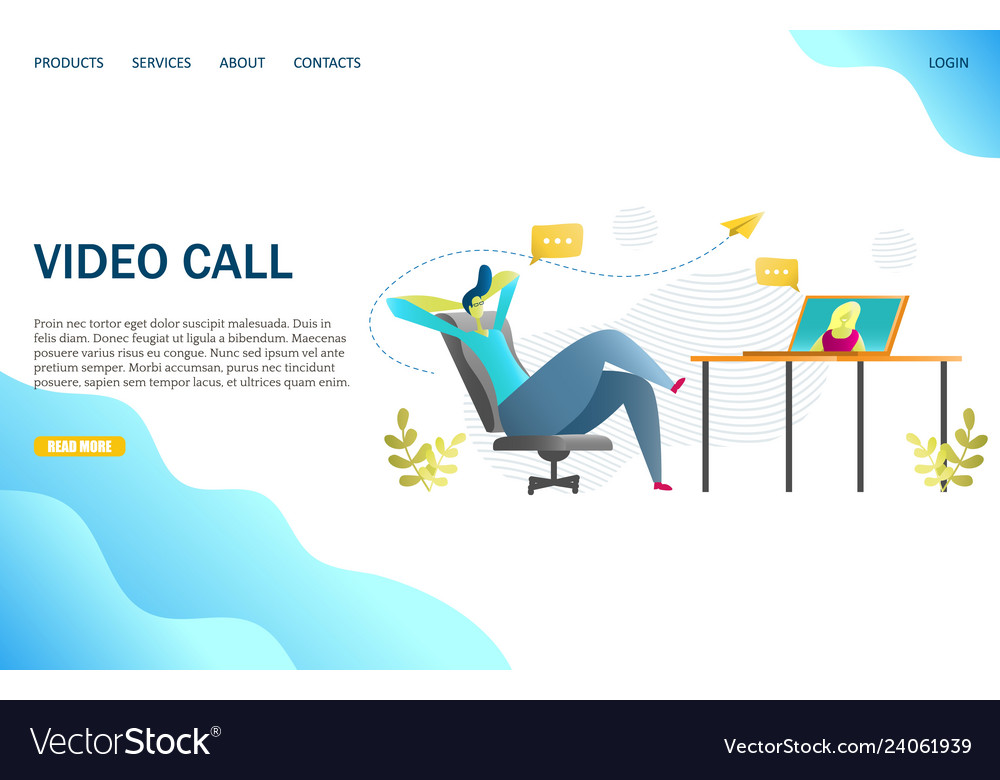 PRODUCTS SERVICES ABOUT CONTACTS LOGIN
VIDEO CALL
Proin nec tortor eget dolor suscipit malesuada. Duis in
felis diam. Donec feugiat ut ligula a bibendum. Maecenas
posuere varius risus eu congue. Nunc sed ipsum vel ante
pretium semper. Morbi accumsan, purus nec tincidunt
posuere, sapien sem tempor lacus, et ultrices quam enim.
READ MORE
VectorStock®
VectorStock.com/24061939